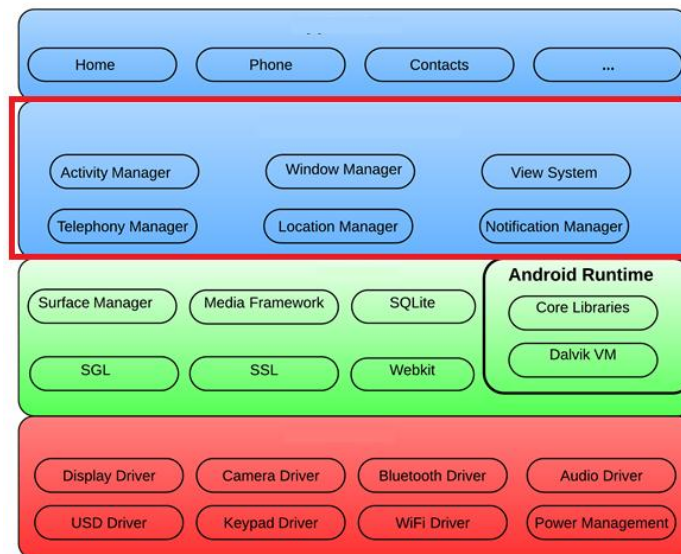 Home Phone Contacts ...
Activity Manager Window Manager View System
Telephony Manager Location Manager Notification Manager
Android Runtime
Surface Manager Media Framework SQLite Core Libraries
SGL SSL Webkit Dalvik VM
Display Driver Camera Driver Bluetooth Driver Audio Driver
USD Driver Keypad Driver WiFi Driver Power Management